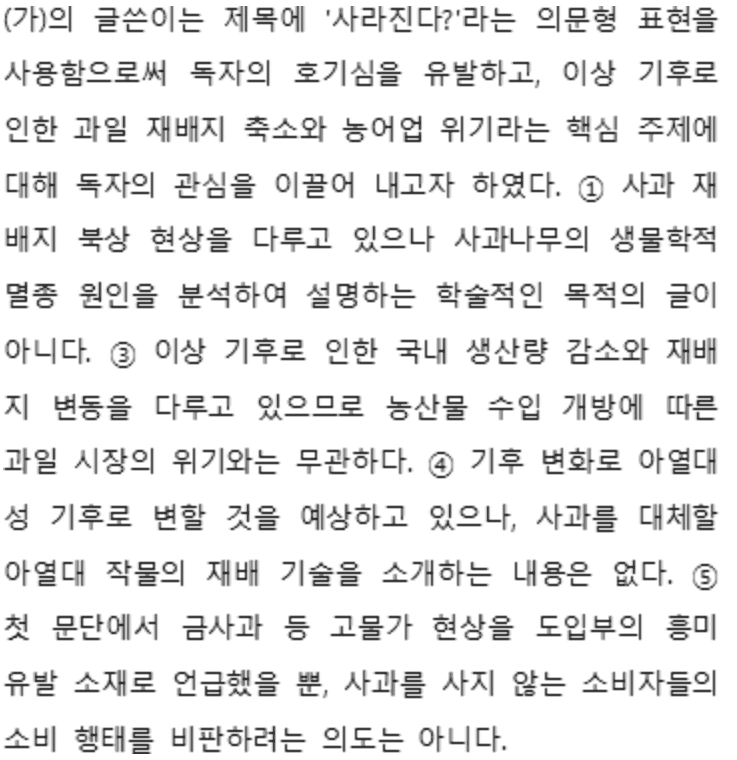 (가)의 글쓴이는 제목에 '사라진다?'라는 의문형 표현을
사용함으로써 독자의 호기심을 유발하고, 이상 기후로
인한 과일 재배지 축소와 농어업 위기라는 핵심 주제에
대해 독자의 관심을 이끌어 내고자 하였다. ① 사과 재
배지 북상 현상을 다루고 있으나 사과나무의 생물학적
멸종 원인을 분석하여 설명하는 학술적인 목적의 글이
아니다. ③ 이상 기후로 인한 국내 생산량 감소와 재배
지 변동을 다루고 있으므로 농산물 수입 개방에 따른
과일 시장의 위기와는 무관하다. ④ 기후 변화로 아열대
성 기후로 변할 것을 예상하고 있으나, 사과를 대체할
아열대 작물의 재배 기술을 소개하는 내용은 없다. ⑤
첫 문단에서 금사과 등 고물가 현상을 도입부의 흥미
유발 소재로 언급했을 뿐, 사과를 사지 않는 소비자들의
소비 행태를 비판하려는 의도는 아니다.